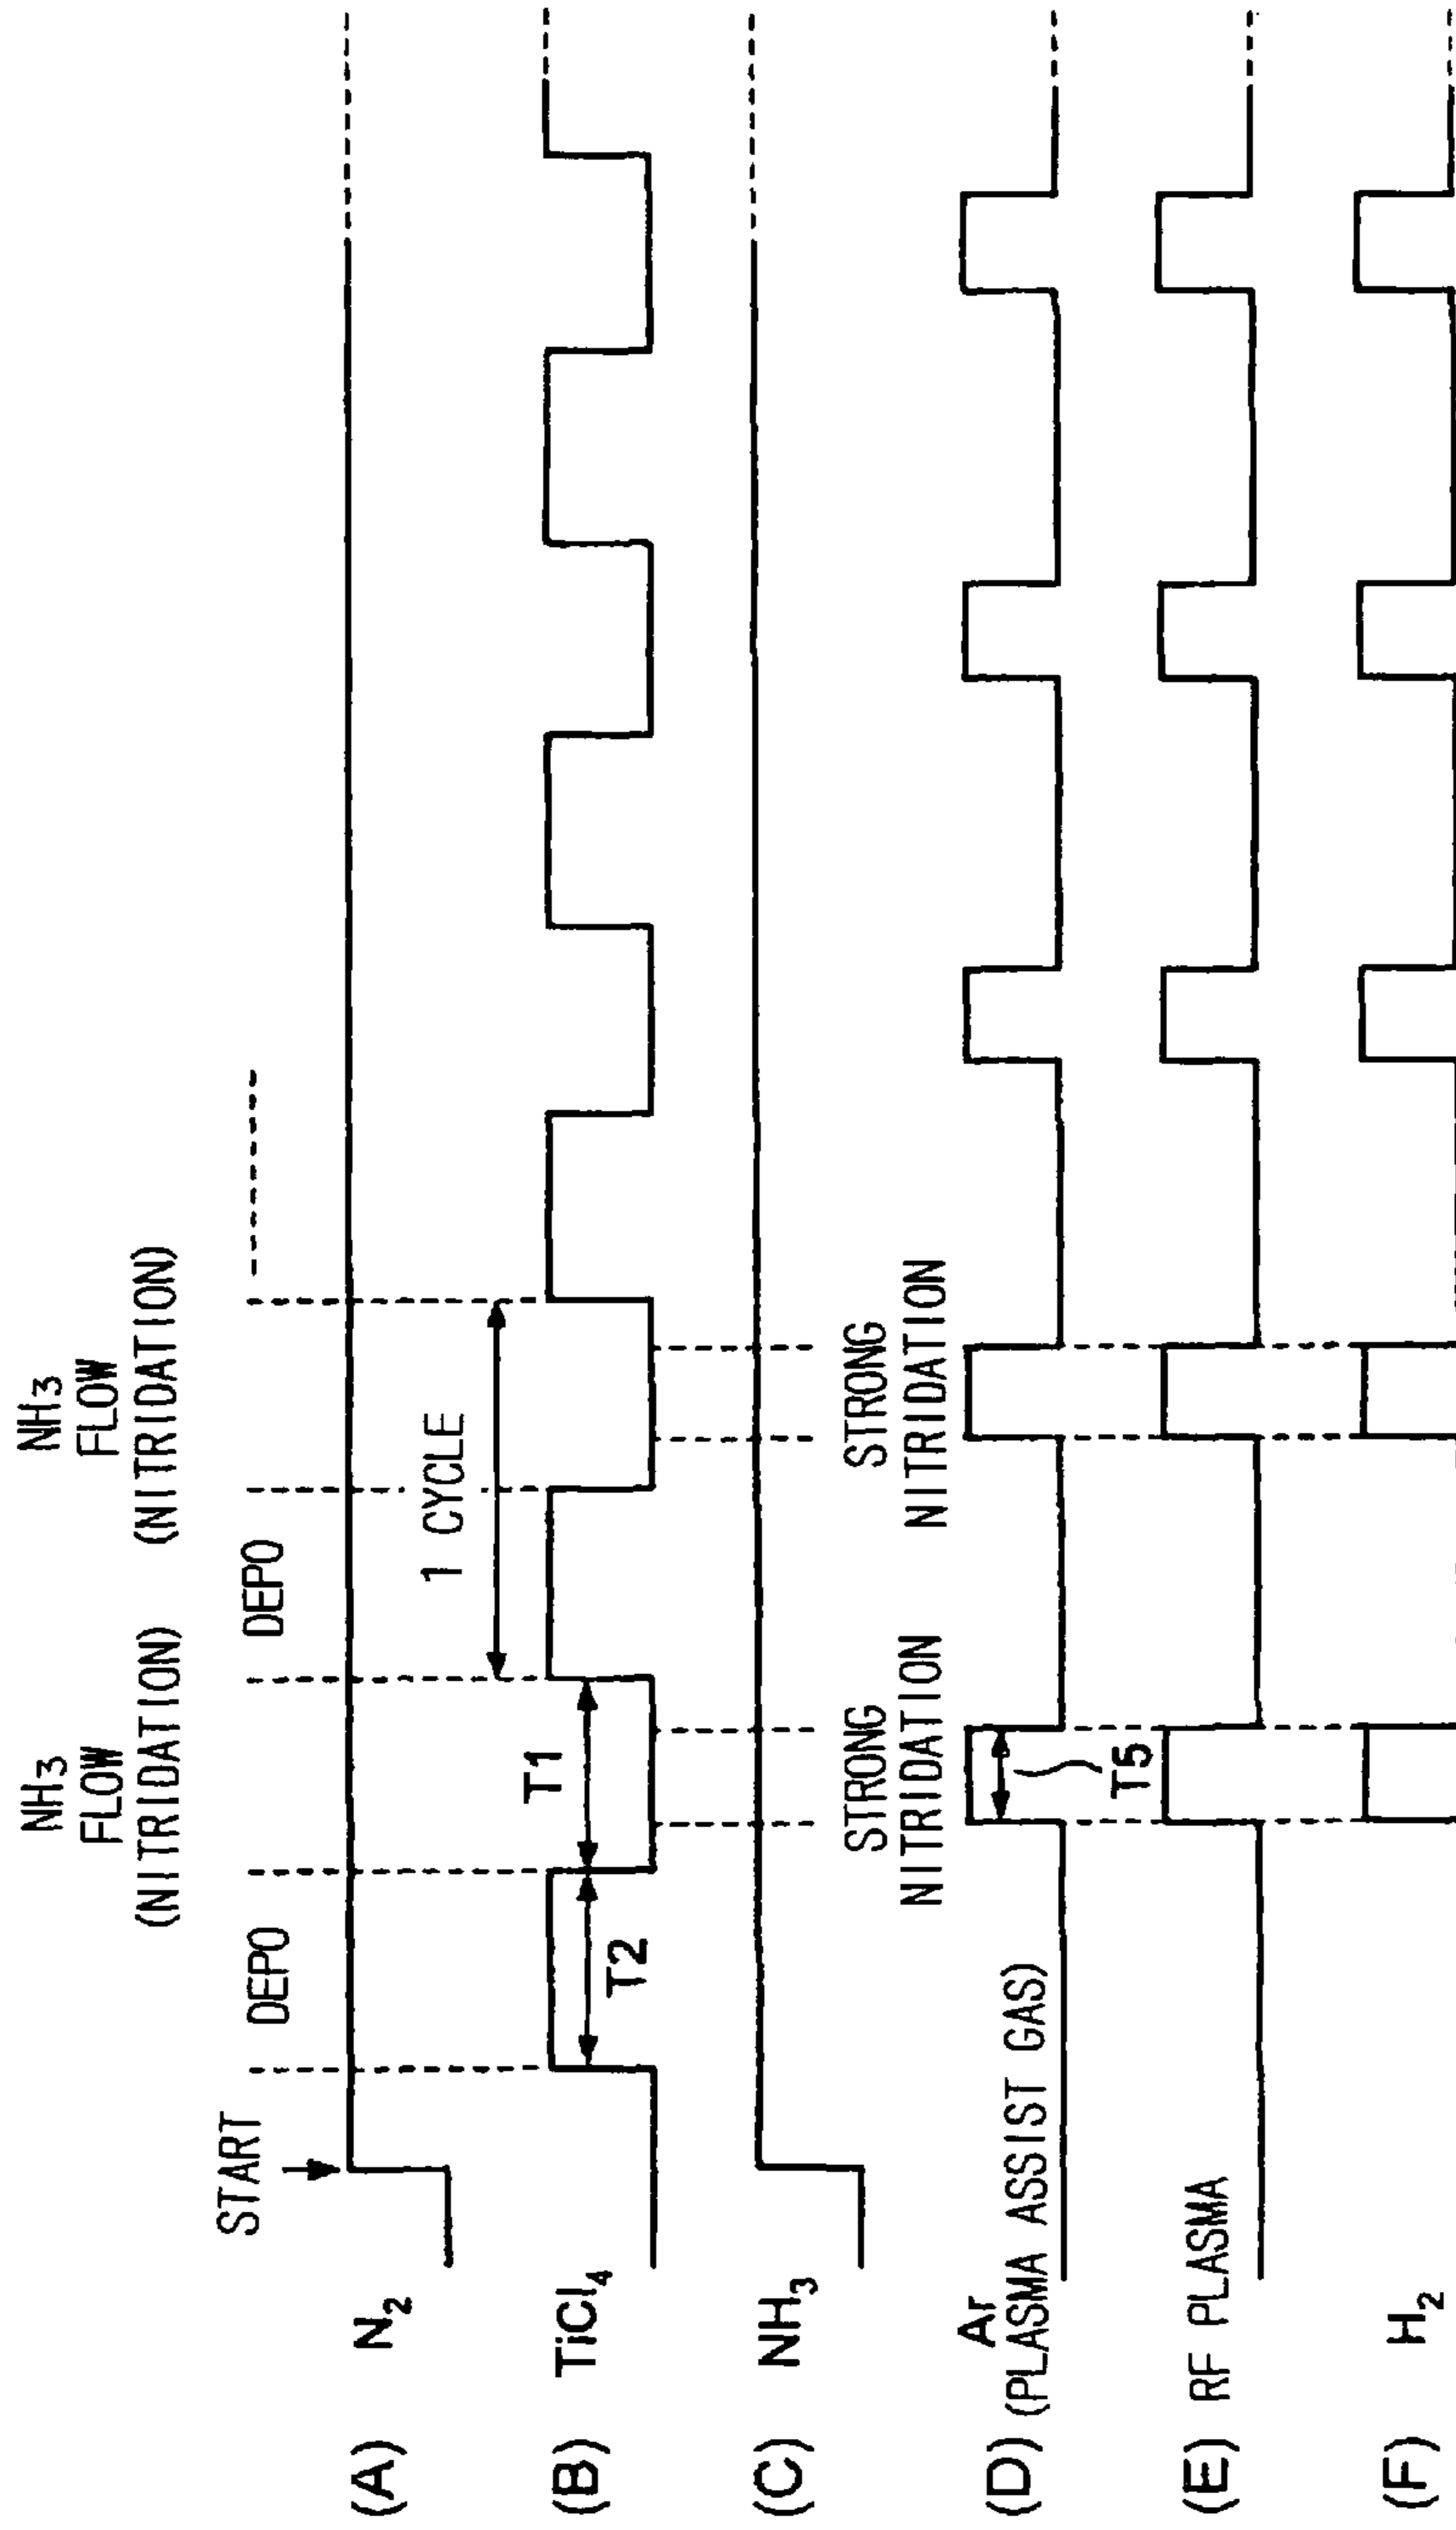 NH₃
FLOW
(NITRIDATION)
NH₃
FLOW
(NITRIDATION)
START
DEPO
DEPO
1 CYCLE
(A) N₂
(B) TiCl₄
T2
T1
(C) NH₃
STRONG
NITRIDATION
STRONG
NITRIDATION
(D) Ar
(PLASMA ASSIST GAS)
T5
(E) RF PLASMA
(F) H₂